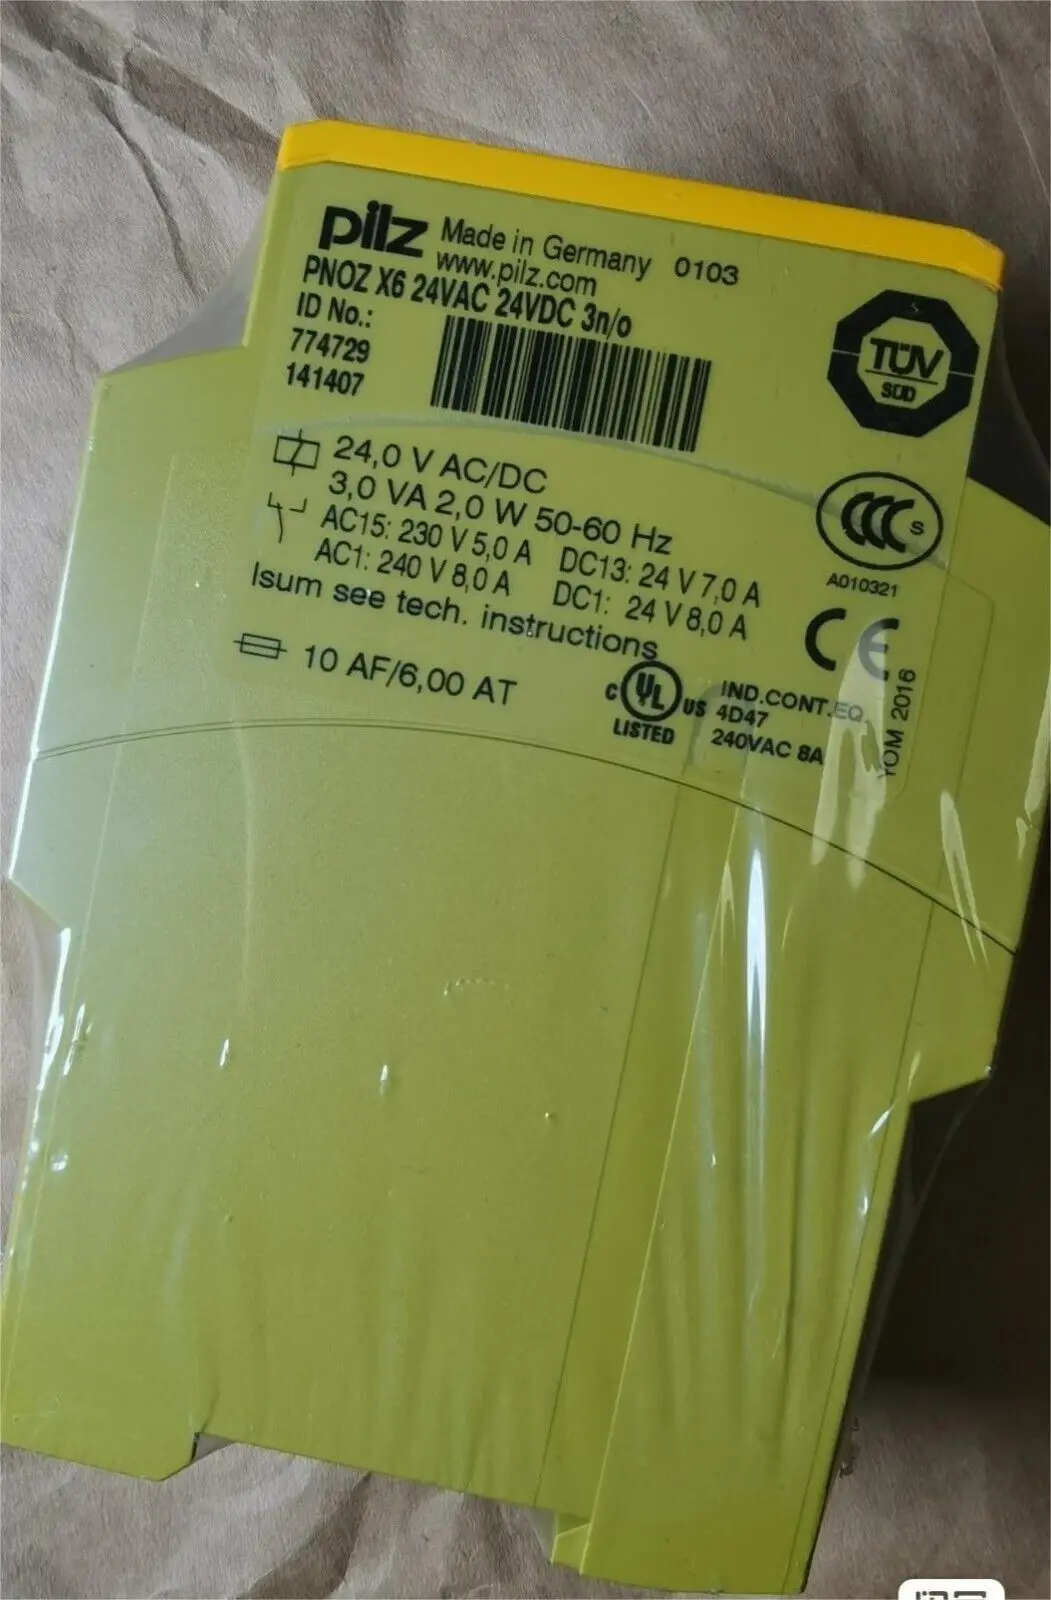 pilz Made in Germany 0103
www.pilz.com
PNOZ X6 24VAC 24VDC 3n/o
ID No.:
774729
141407
TÜV
SÜD
24,0 V AC/DC
3,0 VA 2,0 W 50-60 Hz
AC15: 230 V 5,0 A DC13: 24 V 7,0 A
AC1: 240 V 8,0 A DC1: 24 V 8,0 A
Isum see tech. instructions
10 AF/6,00 AT
CCC S
A010321
CE
C UL US
LISTED
IND.CONT.EQ.
4D47
240VAC 8A
YOM 2016